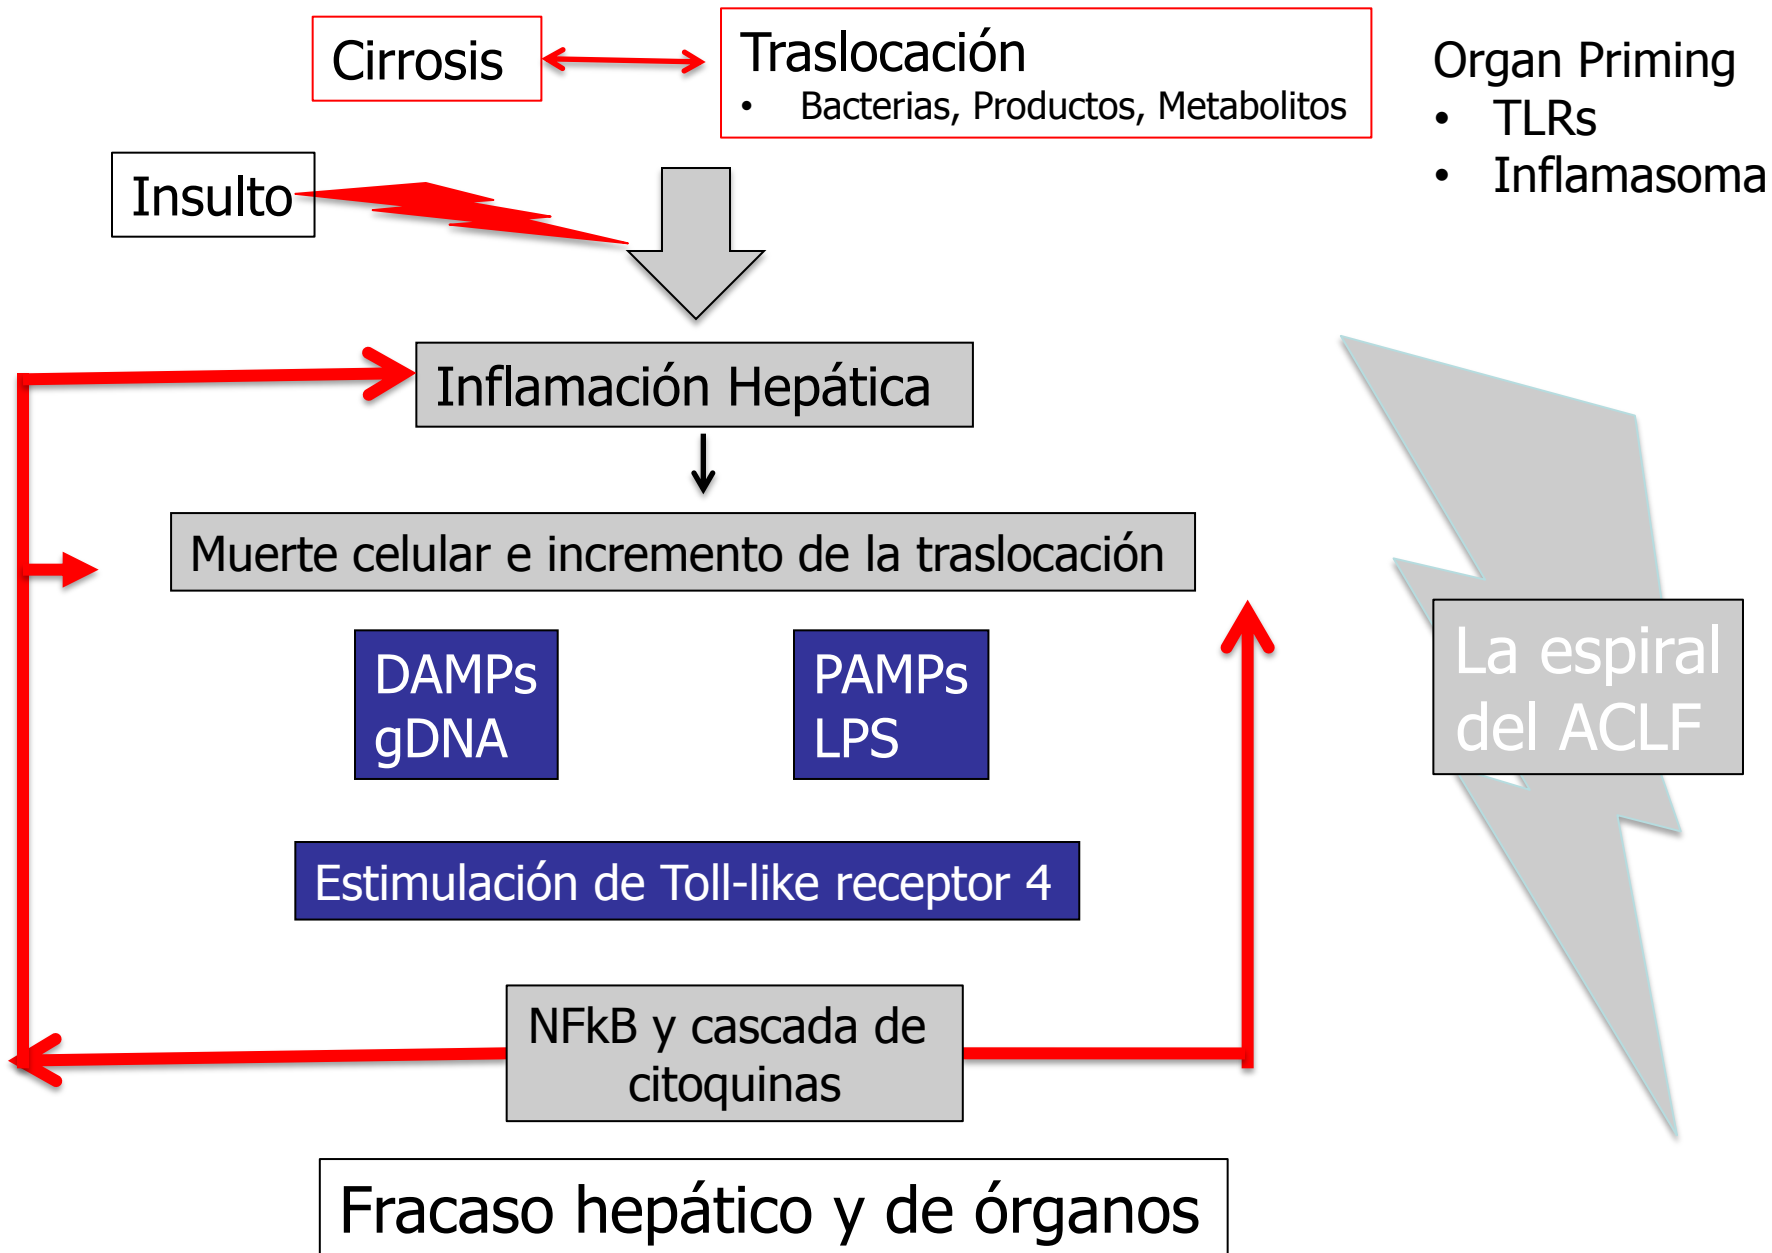 Cirrosis
Traslocación
• Bacterias, Productos, Metabolitos
Organ Priming
• TLRs
• Inflamasoma
Insulto
Inflamación Hepática
Muerte celular e incremento de la traslocación
DAMPs
gDNA
PAMPs
LPS
La espiral
del ACLF
Estimulación de Toll-like receptor 4
NFkB y cascada de
citoquinas
Fracaso hepático y de órganos